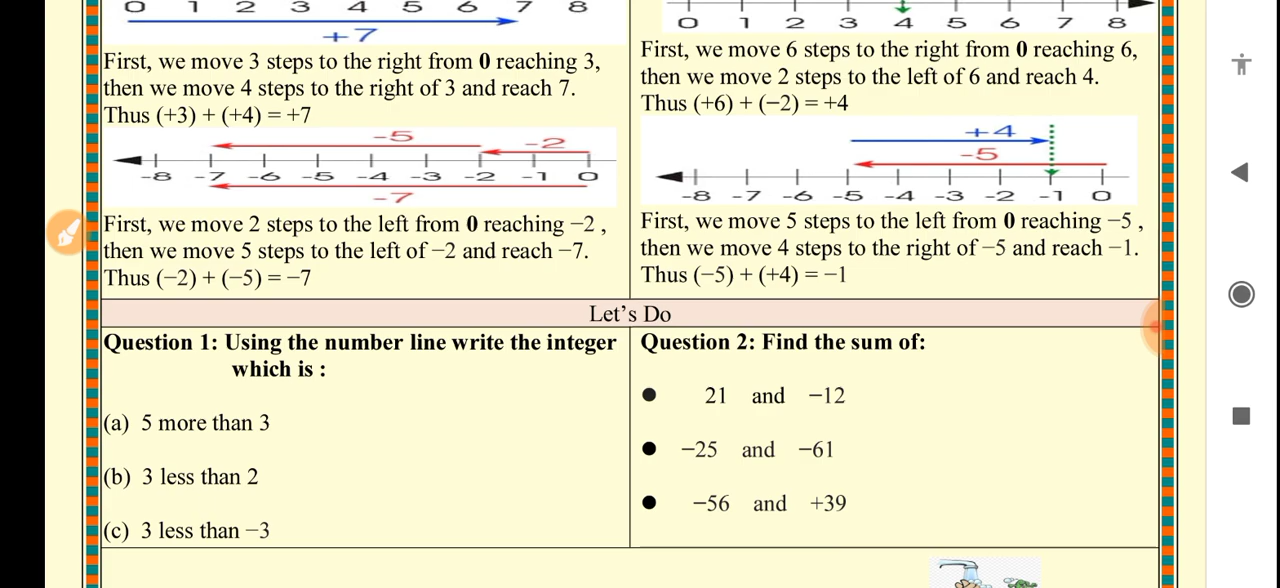 0 1 2 3 4 5 6 7 8
+7
First, we move 3 steps to the right from 0 reaching 3,
then we move 4 steps to the right of 3 and reach 7.
Thus (+3) + (+4) = +7
-5
-2
-8 -7 -6 -5 -4 -3 -2 -1 0
-7
First, we move 2 steps to the left from 0 reaching −2 ,
then we move 5 steps to the left of −2 and reach −7.
Thus (−2) + (−5) = −7
0 1 2 3 4 5 6 7 8
First, we move 6 steps to the right from 0 reaching 6,
then we move 2 steps to the left of 6 and reach 4.
Thus (+6) + (−2) = +4
+4
-5
-8 -7 -6 -5 -4 -3 -2 -1 0
First, we move 5 steps to the left from 0 reaching −5 ,
then we move 4 steps to the right of −5 and reach −1.
Thus (−5) + (+4) = −1
Let’s Do
Question 1: Using the number line write the integer
which is :
(a) 5 more than 3
(b) 3 less than 2
(c) 3 less than −3
Question 2: Find the sum of:
● 21 and −12
● −25 and −61
● −56 and +39